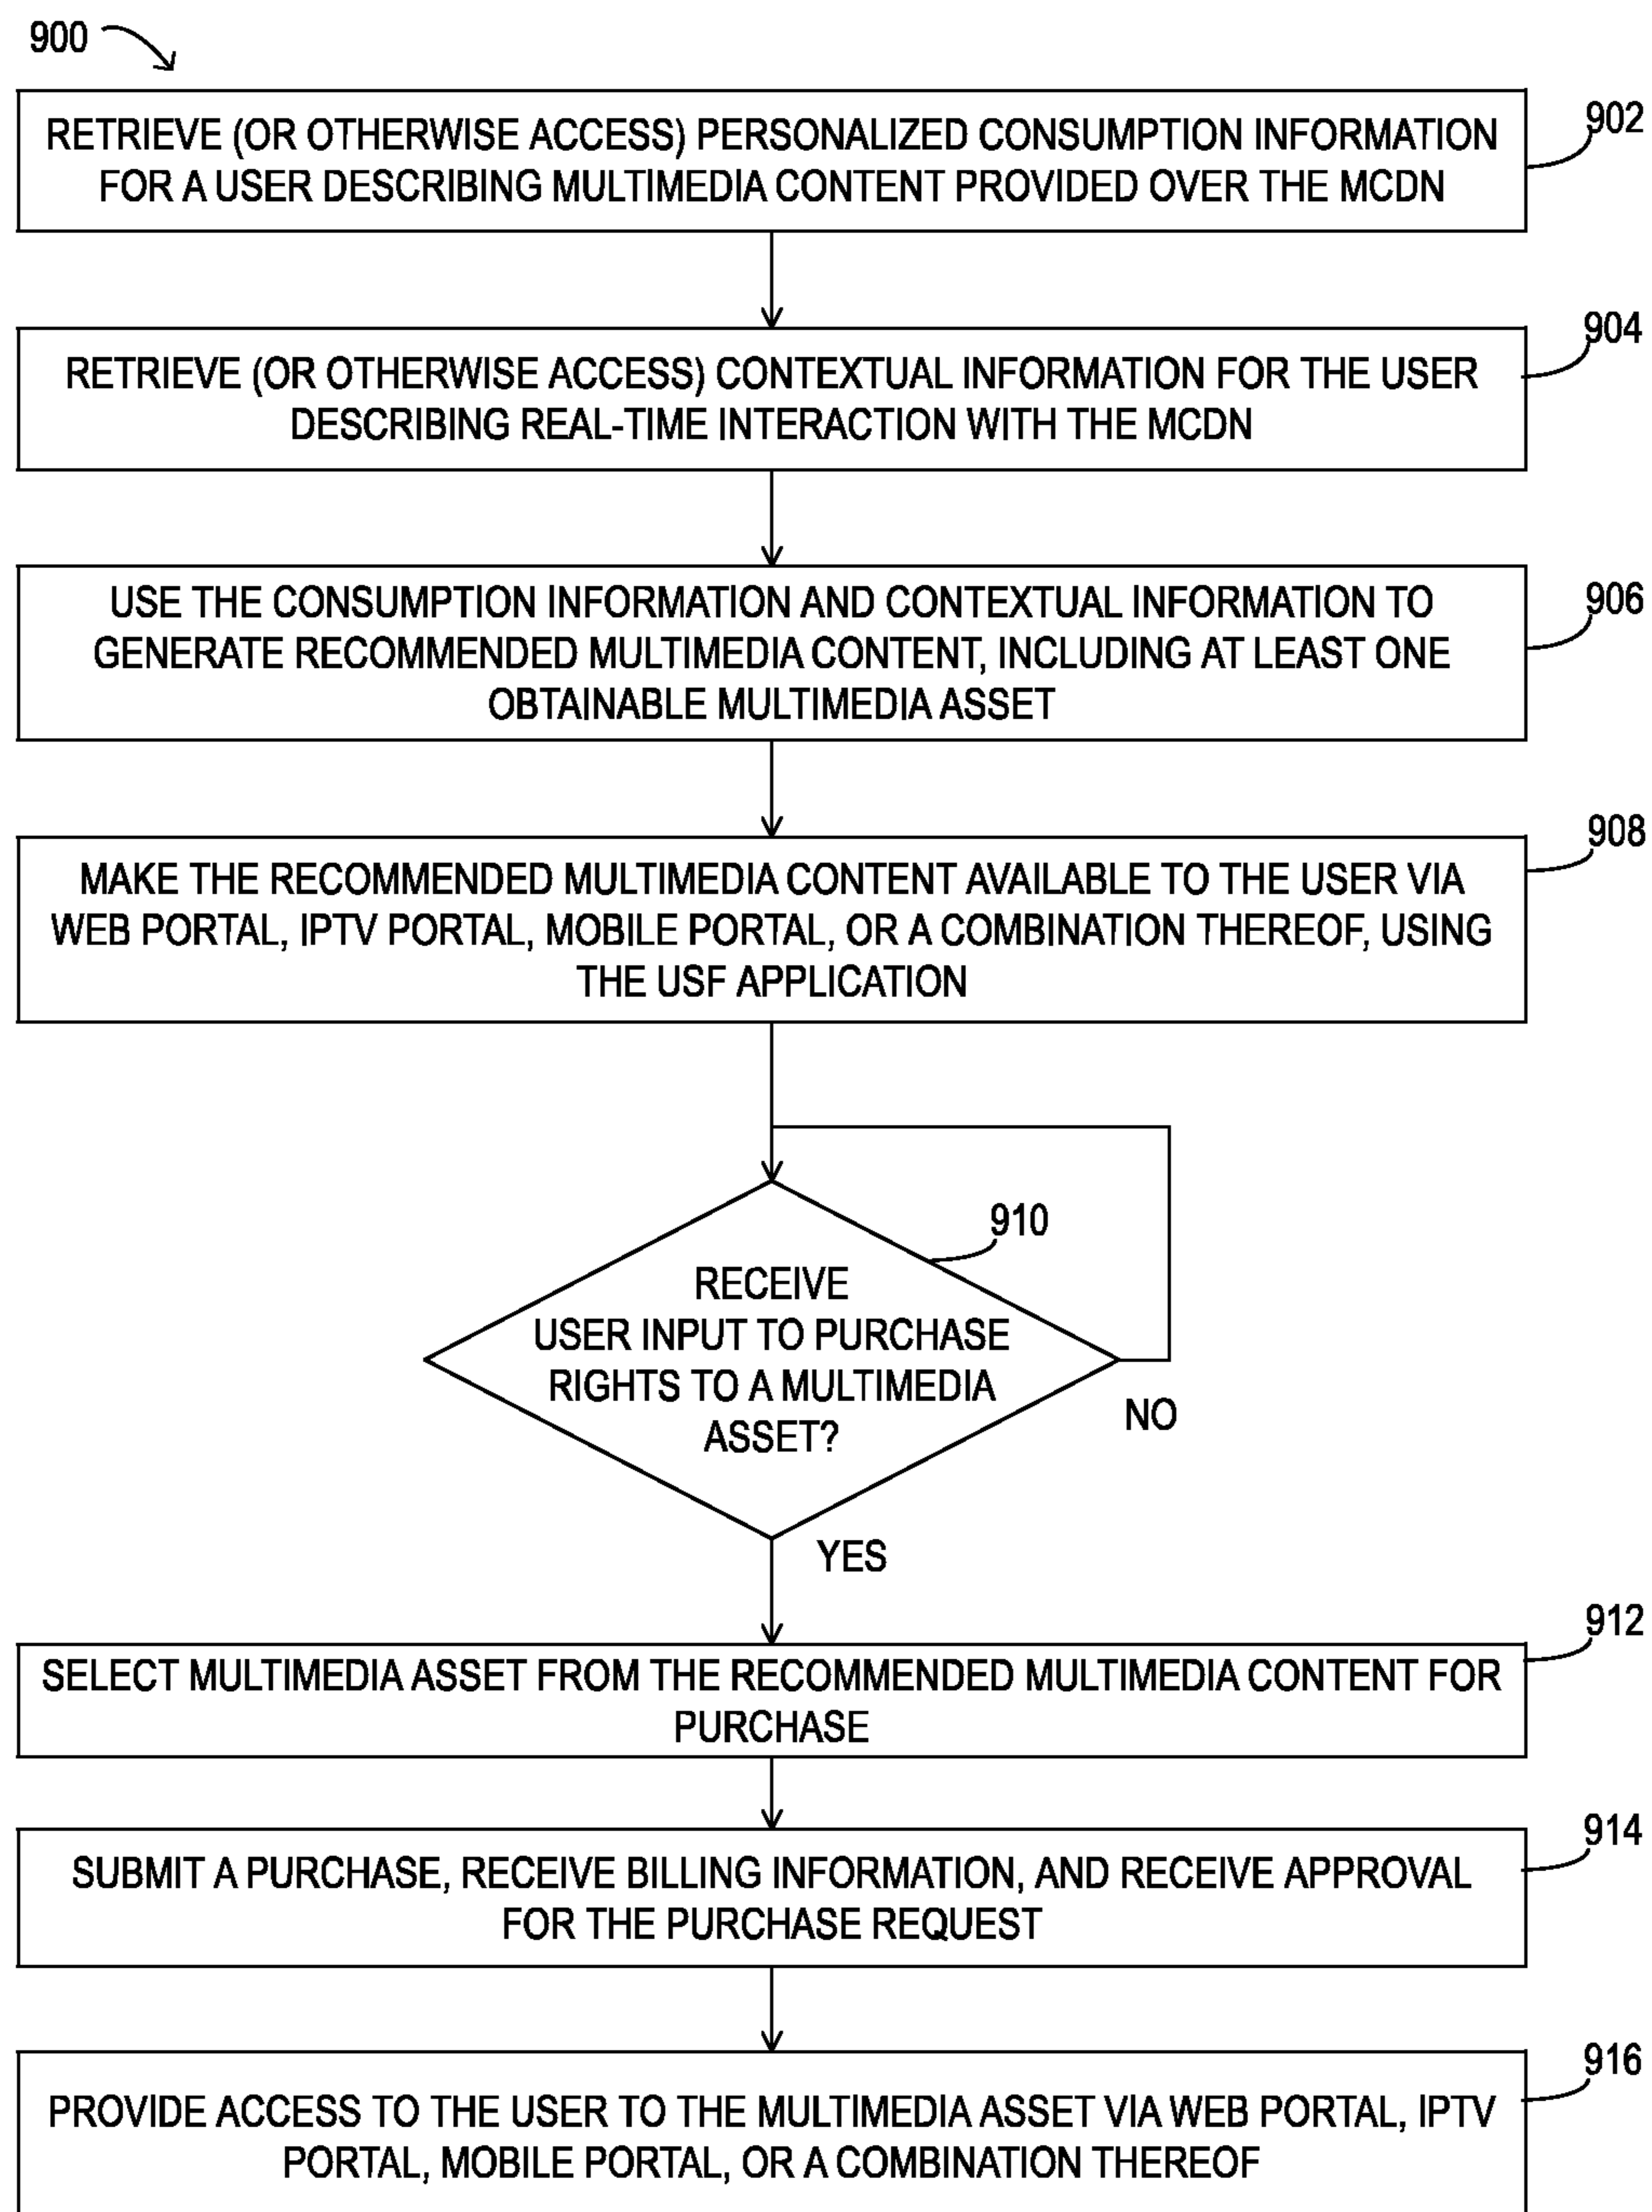 900
902
RETRIEVE (OR OTHERWISE ACCESS) PERSONALIZED CONSUMPTION INFORMATION
FOR A USER DESCRIBING MULTIMEDIA CONTENT PROVIDED OVER THE MCDN
904
RETRIEVE (OR OTHERWISE ACCESS) CONTEXTUAL INFORMATION FOR THE USER
DESCRIBING REAL-TIME INTERACTION WITH THE MCDN
906
USE THE CONSUMPTION INFORMATION AND CONTEXTUAL INFORMATION TO
GENERATE RECOMMENDED MULTIMEDIA CONTENT, INCLUDING AT LEAST ONE
OBTAINABLE MULTIMEDIA ASSET
908
MAKE THE RECOMMENDED MULTIMEDIA CONTENT AVAILABLE TO THE USER VIA
WEB PORTAL, IPTV PORTAL, MOBILE PORTAL, OR A COMBINATION THEREOF, USING
THE USF APPLICATION
910
RECEIVE
USER INPUT TO PURCHASE
RIGHTS TO A MULTIMEDIA
ASSET?
NO
YES
912
SELECT MULTIMEDIA ASSET FROM THE RECOMMENDED MULTIMEDIA CONTENT FOR
PURCHASE
914
SUBMIT A PURCHASE, RECEIVE BILLING INFORMATION, AND RECEIVE APPROVAL
FOR THE PURCHASE REQUEST
916
PROVIDE ACCESS TO THE USER TO THE MULTIMEDIA ASSET VIA WEB PORTAL, IPTV
PORTAL, MOBILE PORTAL, OR A COMBINATION THEREOF